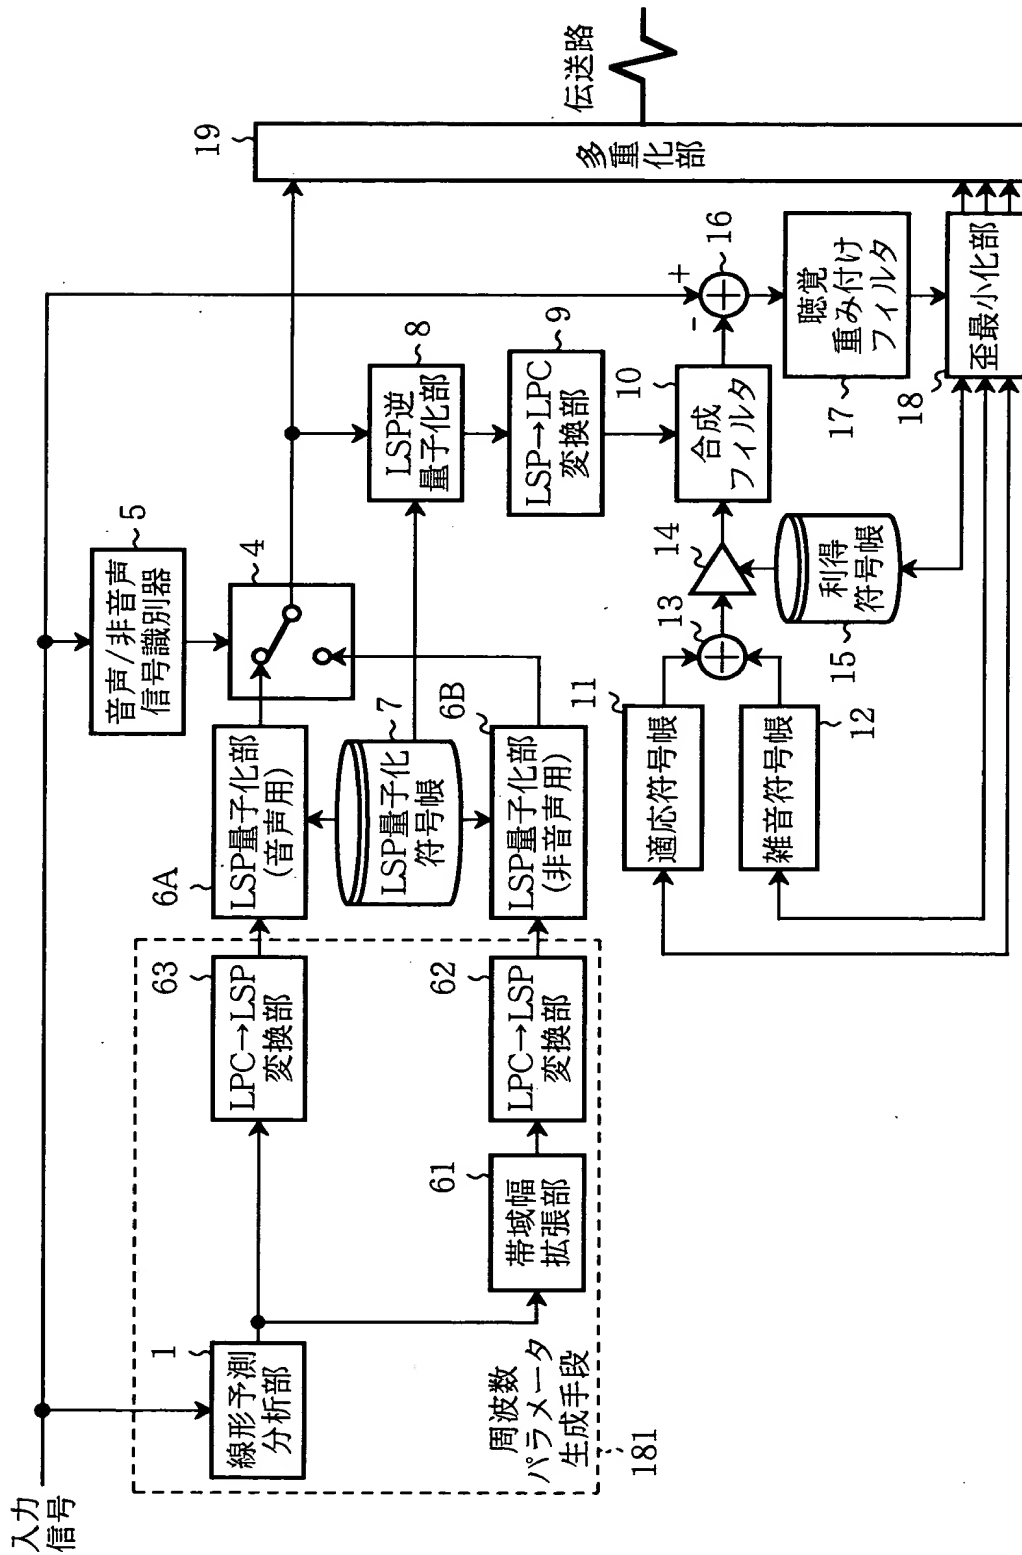 入力
信号
線形予測
分析部
1
周波数
パラメータ
生成手段
181
LPC→LSP
変換部
63
帯域幅
拡張部
61
LPC→LSP
変換部
62
LSP量子化部
(音声用)
6A
LSP量子化
符号帳
7
LSP量子化部
(非音声用)
6B
音声/非音声
信号識別器
5
4
LSP逆
量子化部
8
LSP→LPC
変換部
9
合成
フィルタ
10
適応符号帳
11
雑音符号帳
12
13
14
利得
符号帳
15
+
-
16
聴覚
重み付け
フィルタ
17
歪最小化部
18
多重化部
19
伝送路